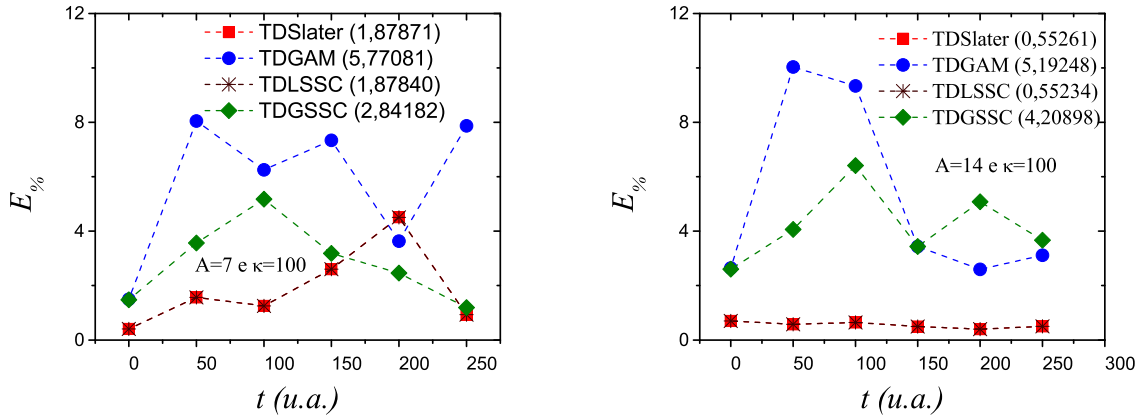 12
8
4
0
E%
TDSlater (1,87871)
TDGAM (5,77081)
TDLSSC (1,87840)
TDGSSC (2,84182)
A=7 e κ=100
0 50 100 150 200 250
t (u.a.)
12
8
4
0
E%
TDSlater (0,55261)
TDGAM (5,19248)
TDLSSC (0,55234)
TDGSSC (4,20898)
A=14 e κ=100
0 50 100 150 200 250 300
t (u.a.)